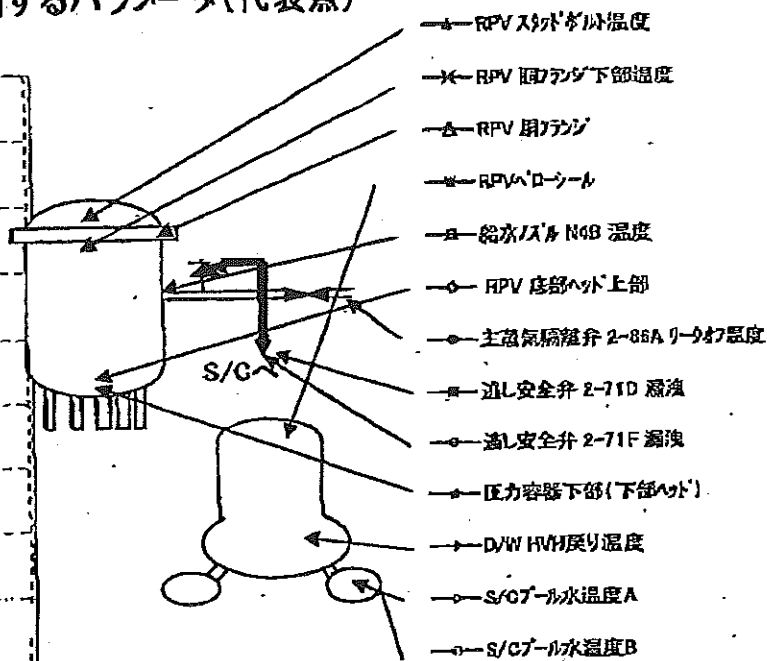 するパラメータ(代表点)
RPV スタッドボルト温度
RPV 胴フランジ下部温度
RPV 胴フランジ
RPVベローシール
給水ノズル N4B 温度
RPV 底部ヘッド上部
主蒸気隔離弁 2-86A リークオフ温度
逃し安全弁 2-71D 漏洩
逃し安全弁 2-71F 漏洩
圧力容器下部(下部ヘッド)
D/W HVH戻り温度
S/Cプール水温度A
S/Cプール水温度B
S/Cへ